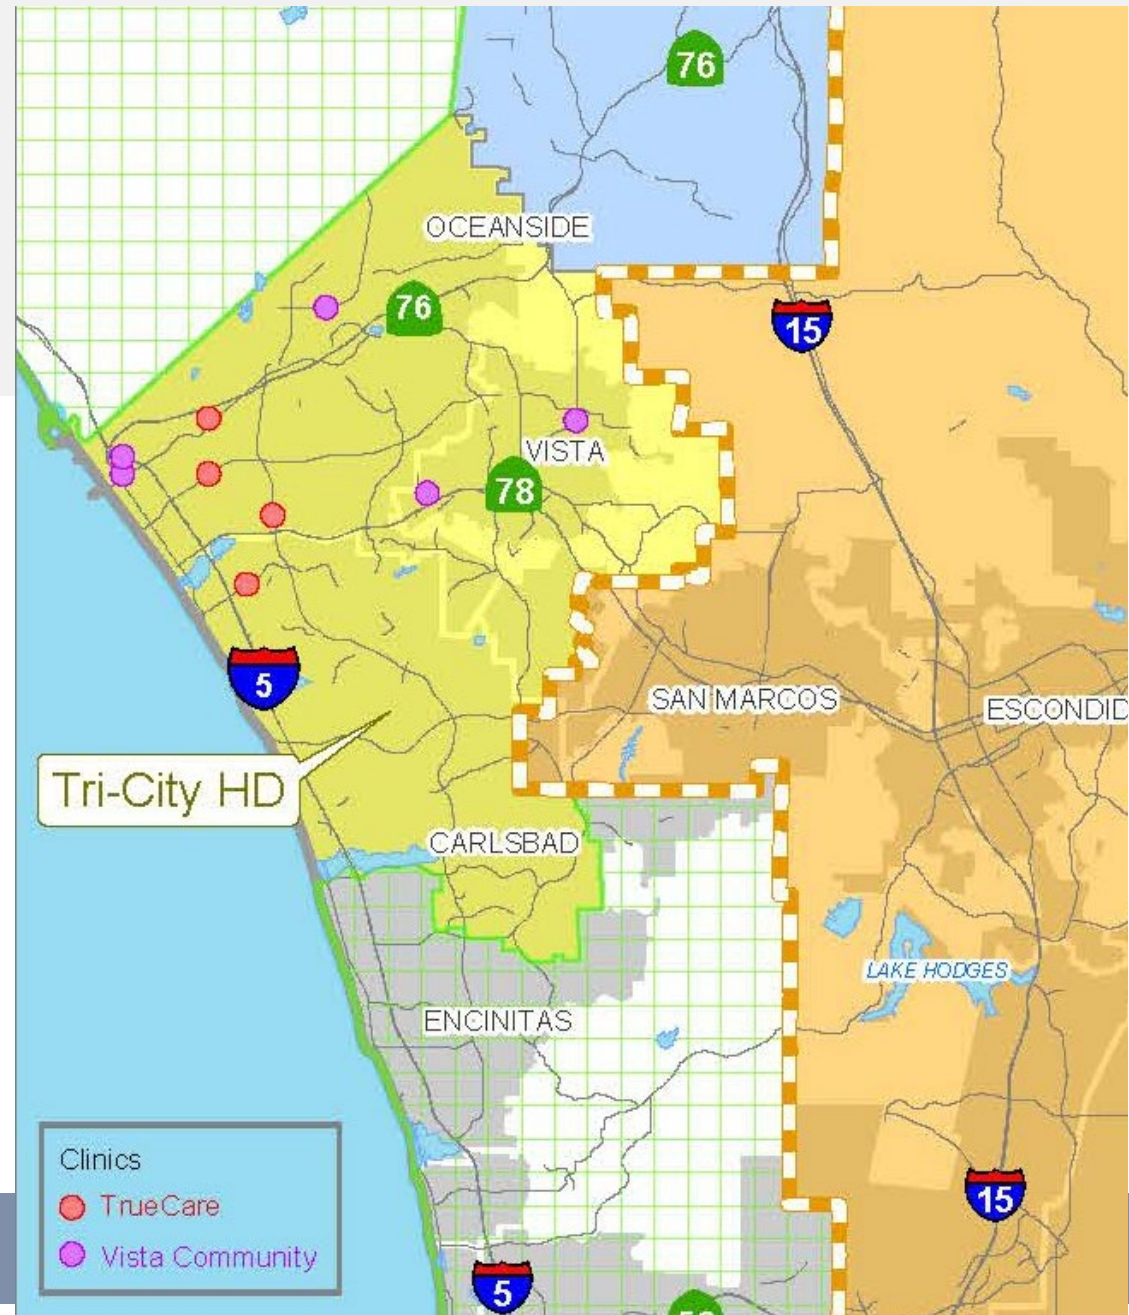 76
OCEANSIDE
76
15
VISTA
78
5
SAN MARCOS
ESCONDID
Tri-City HD
CARLSBAD
LAKE HODGES
ENCINITAS
Clinics
TrueCare
Vista Community
15
5